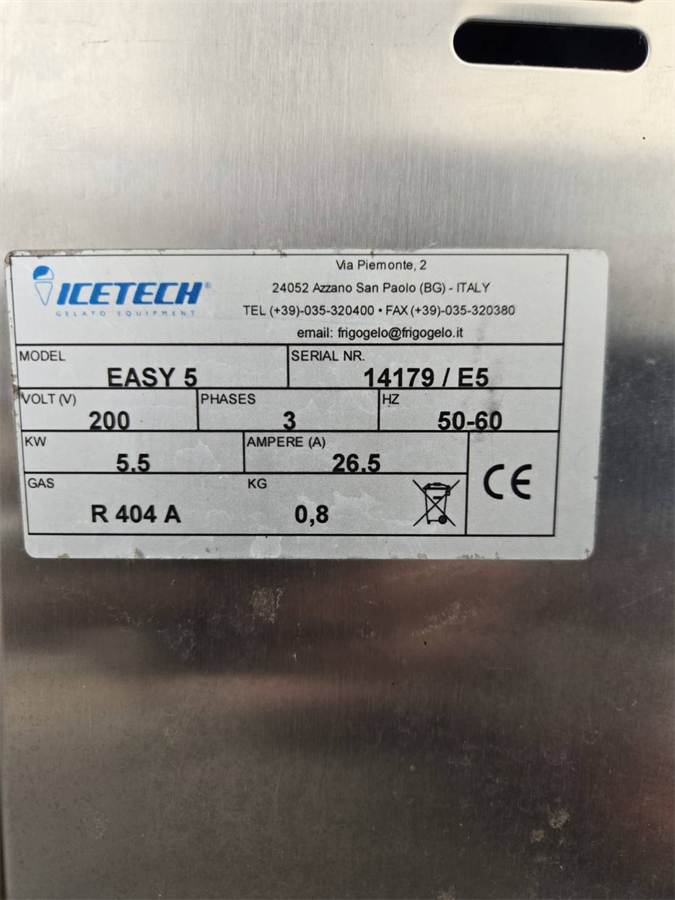 ICETECH®
GELATO EQUIPMENT
Via Piemonte, 2
24052 Azzano San Paolo (BG) - ITALY
TEL (+39)-035-320400 • FAX (+39)-035-320380
email: frigogelo@frigogelo.it
MODEL EASY 5 SERIAL NR. 14179 / E5
VOLT (V) 200 PHASES 3 HZ 50-60
KW 5.5 AMPERE (A) 26.5
GAS R 404 A KG 0,8
CE